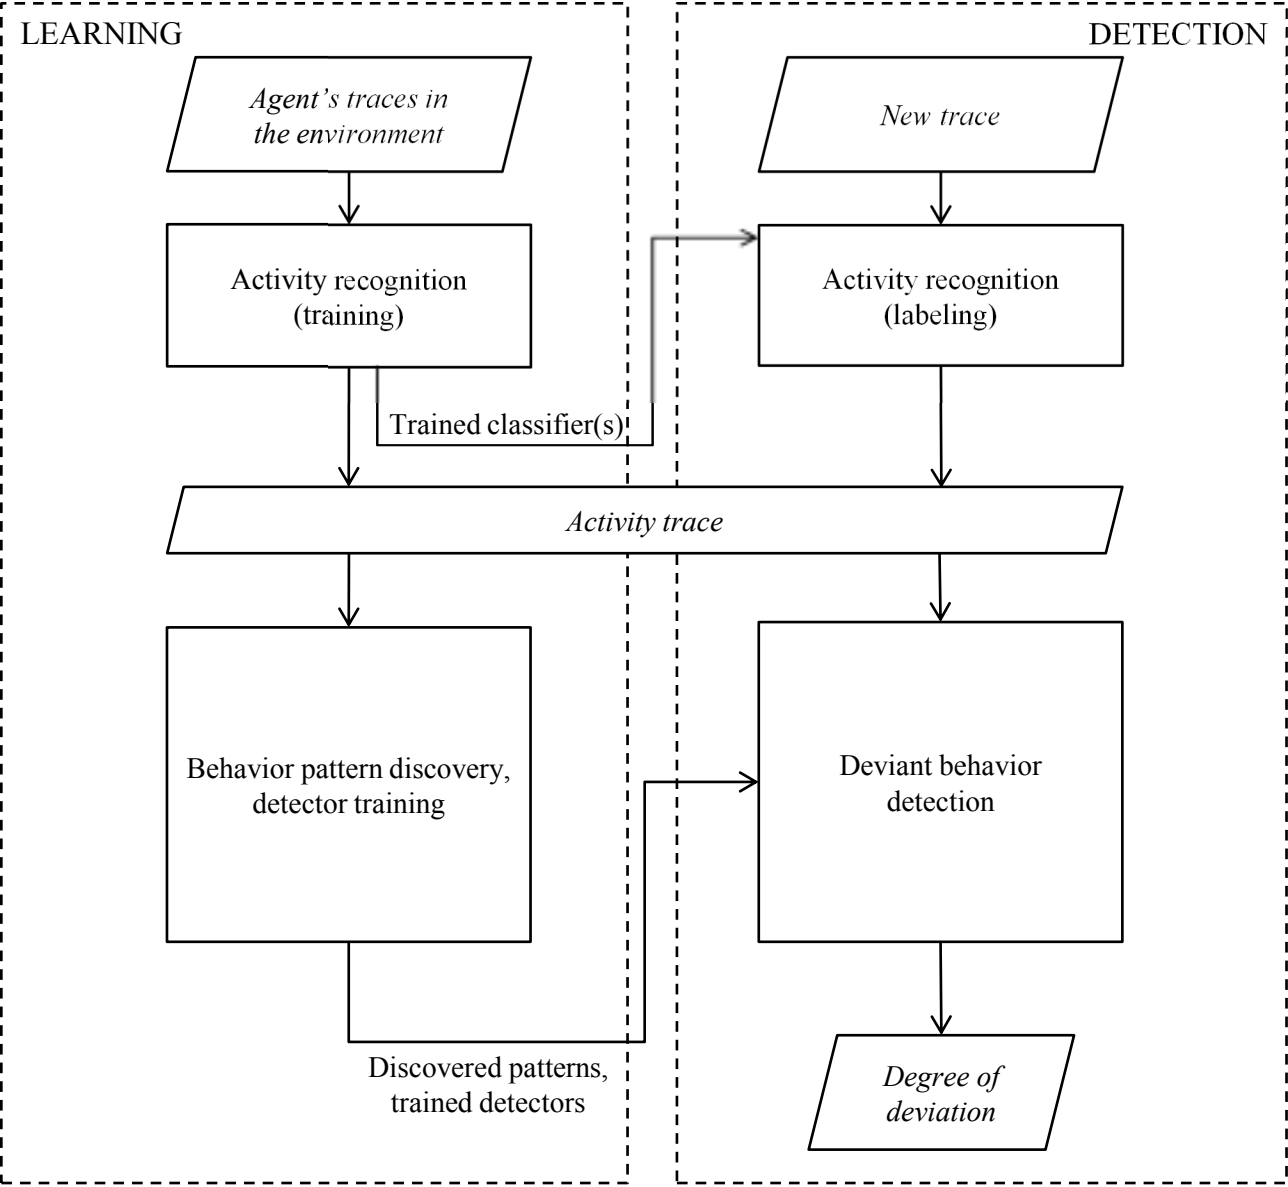 LEARNING
DETECTION
Agent's traces in
the environment
New trace
Activity recognition
(training)
Activity recognition
(labeling)
Trained classifier(s)
Activity trace
Behavior pattern discovery,
detector training
Deviant behavior
detection
Discovered patterns,
trained detectors
Degree of
deviation